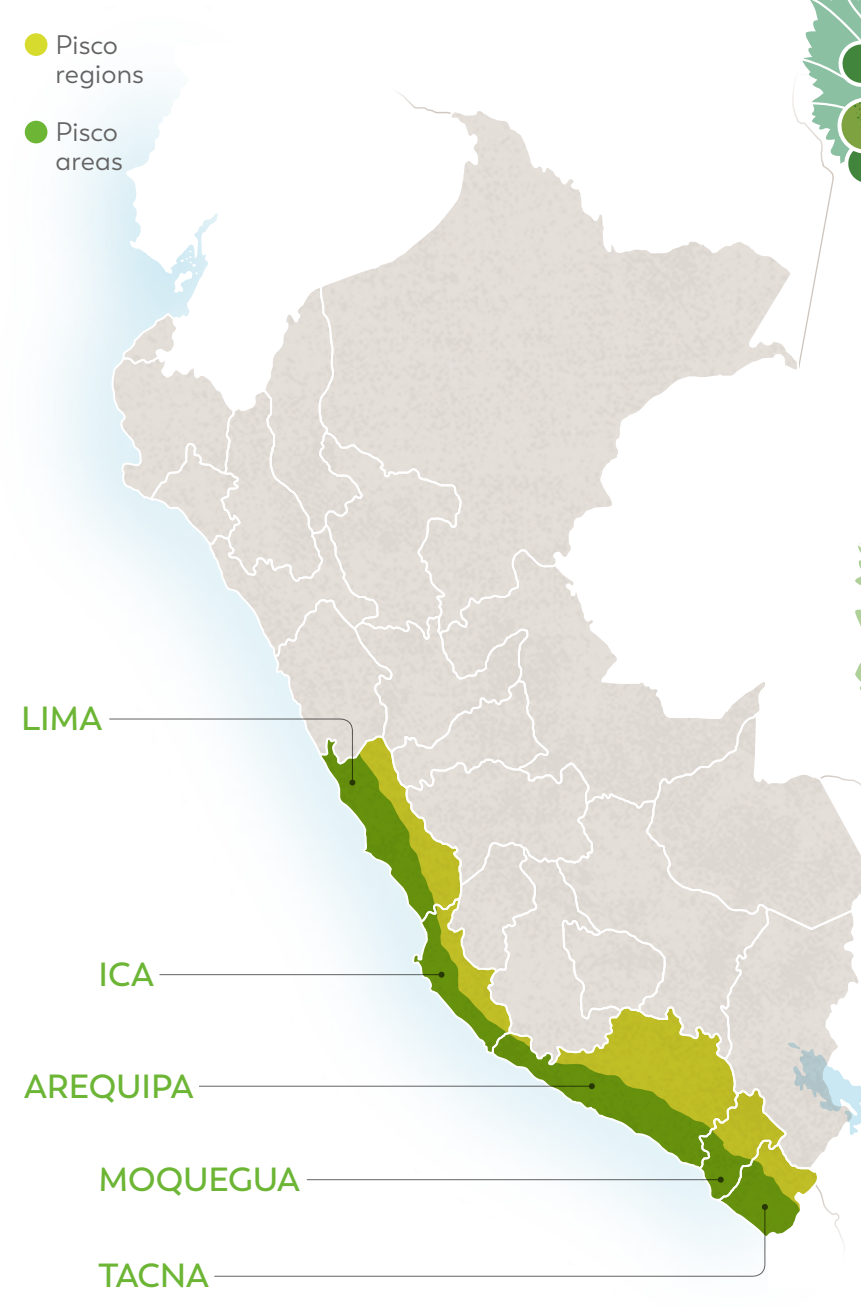 Pisco
regions
Pisco
areas
LIMA
ICA
AREQUIPA
MOQUEGUA
TACNA